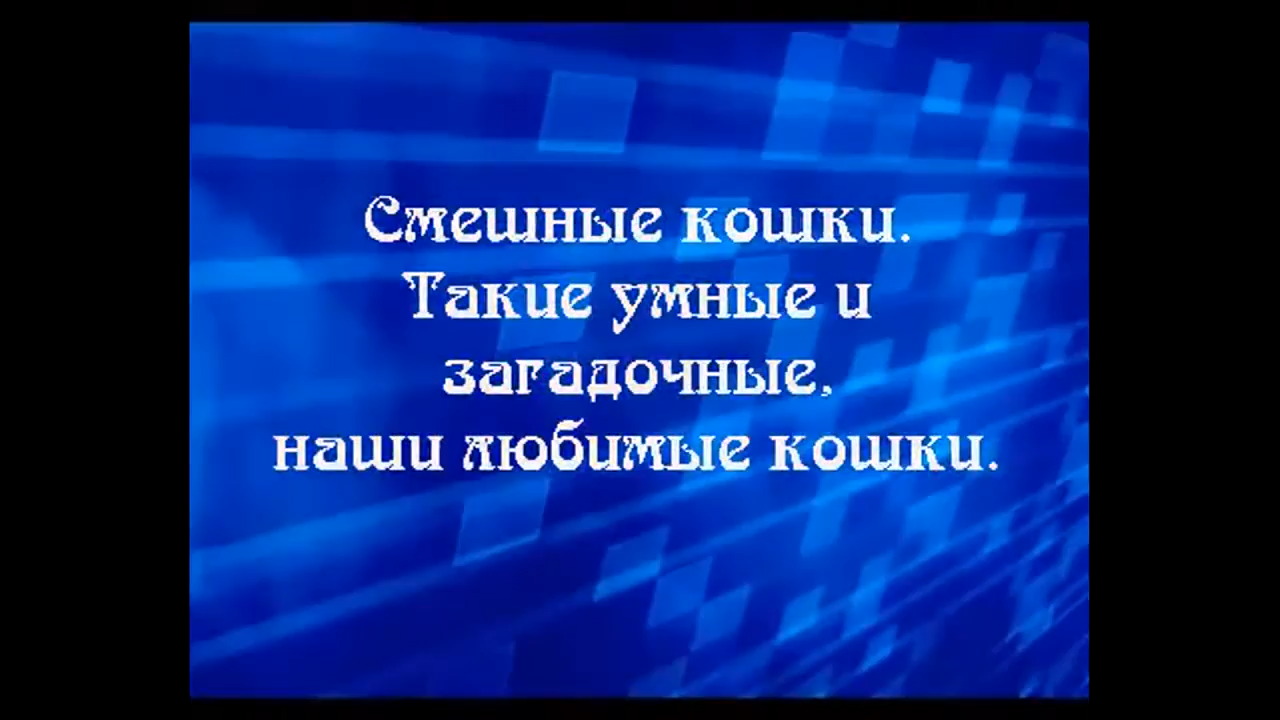 Смешные кошки.
Такие умные и
загадочные,
наши любимые кошки.